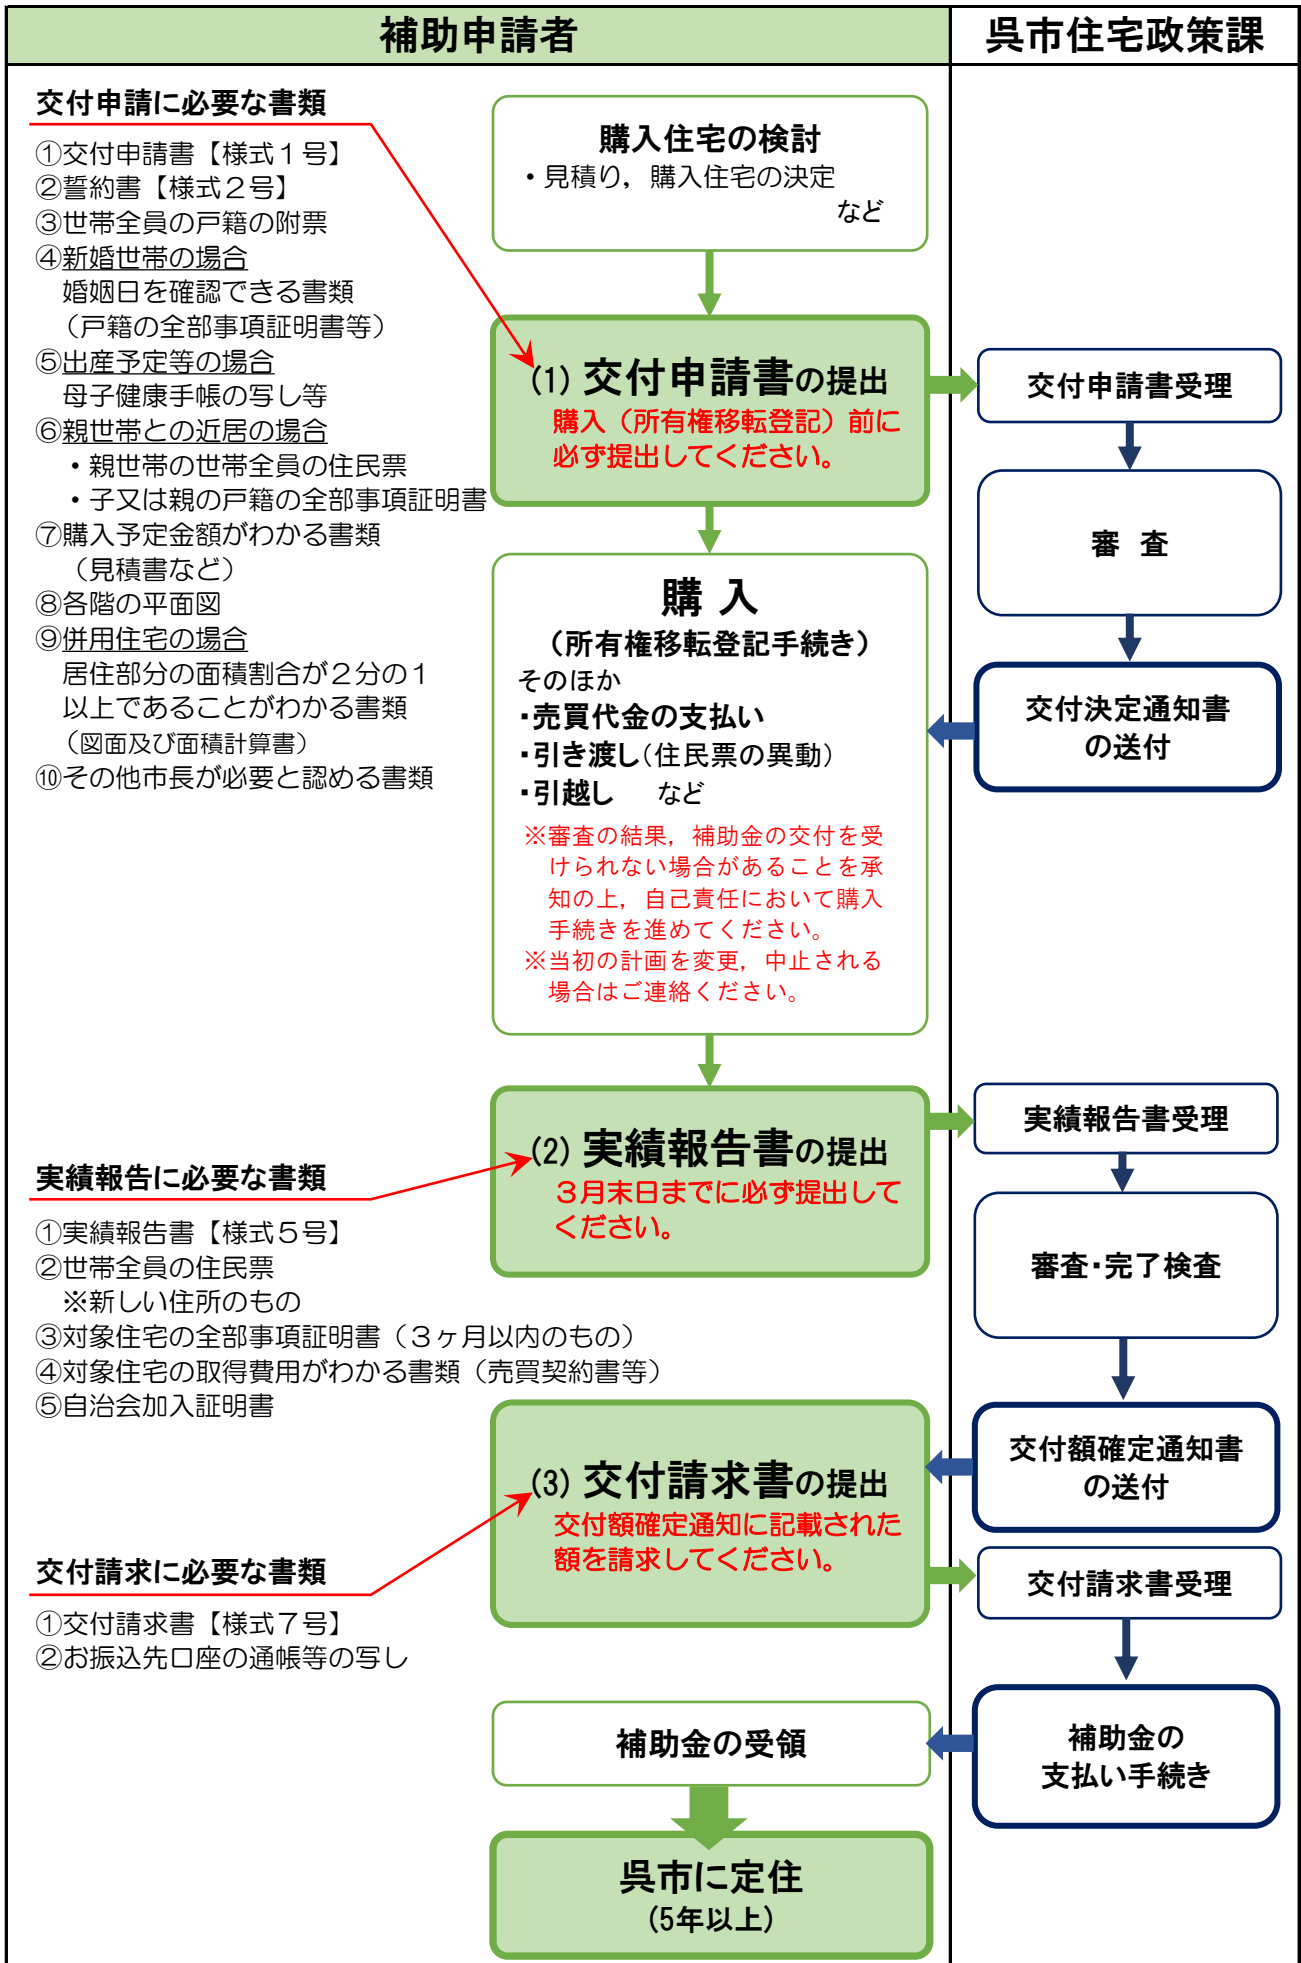 補助申請者
呉市住宅政策課
交付申請に必要な書類
①交付申請書【様式１号】
②誓約書【様式２号】
③世帯全員の戸籍の附票
④新婚世帯の場合
婚姻日を確認できる書類
（戸籍の全部事項証明書等）
⑤出産予定等の場合
母子健康手帳の写し等
⑥親世帯との近居の場合
・親世帯の世帯全員の住民票
・子又は親の戸籍の全部事項証明書
⑦購入予定金額がわかる書類
（見積書など）
⑧各階の平面図
⑨併用住宅の場合
居住部分の面積割合が２分の１
以上であることがわかる書類
（図面及び面積計算書）
⑩その他市長が必要と認める書類
購入住宅の検討
・見積り，購入住宅の決定
など
(1) 交付申請書の提出
購入（所有権移転登記）前に
必ず提出してください。
交付申請書受理
審 査
交付決定通知書
の送付
購 入
（所有権移転登記手続き）
そのほか
・売買代金の支払い
・引き渡し（住民票の異動）
・引越し　など
※審査の結果，補助金の交付を受
けられない場合があることを承
知の上，自己責任において購入
手続きを進めてください。
※当初の計画を変更，中止される
場合はご連絡ください。
(2) 実績報告書の提出
３月末日までに必ず提出して
ください。
実績報告書受理
審査・完了検査
交付額確定通知書
の送付
実績報告に必要な書類
①実績報告書【様式５号】
②世帯全員の住民票
※新しい住所のもの
③対象住宅の全部事項証明書（３ヶ月以内のもの）
④対象住宅の取得費用がわかる書類（売買契約書等）
⑤自治会加入証明書
(3) 交付請求書の提出
交付額確定通知に記載された
額を請求してください。
交付請求書受理
交付請求に必要な書類
①交付請求書【様式７号】
②お振込先口座の通帳等の写し
補助金の受領
補助金の
支払い手続き
呉市に定住
（5年以上）